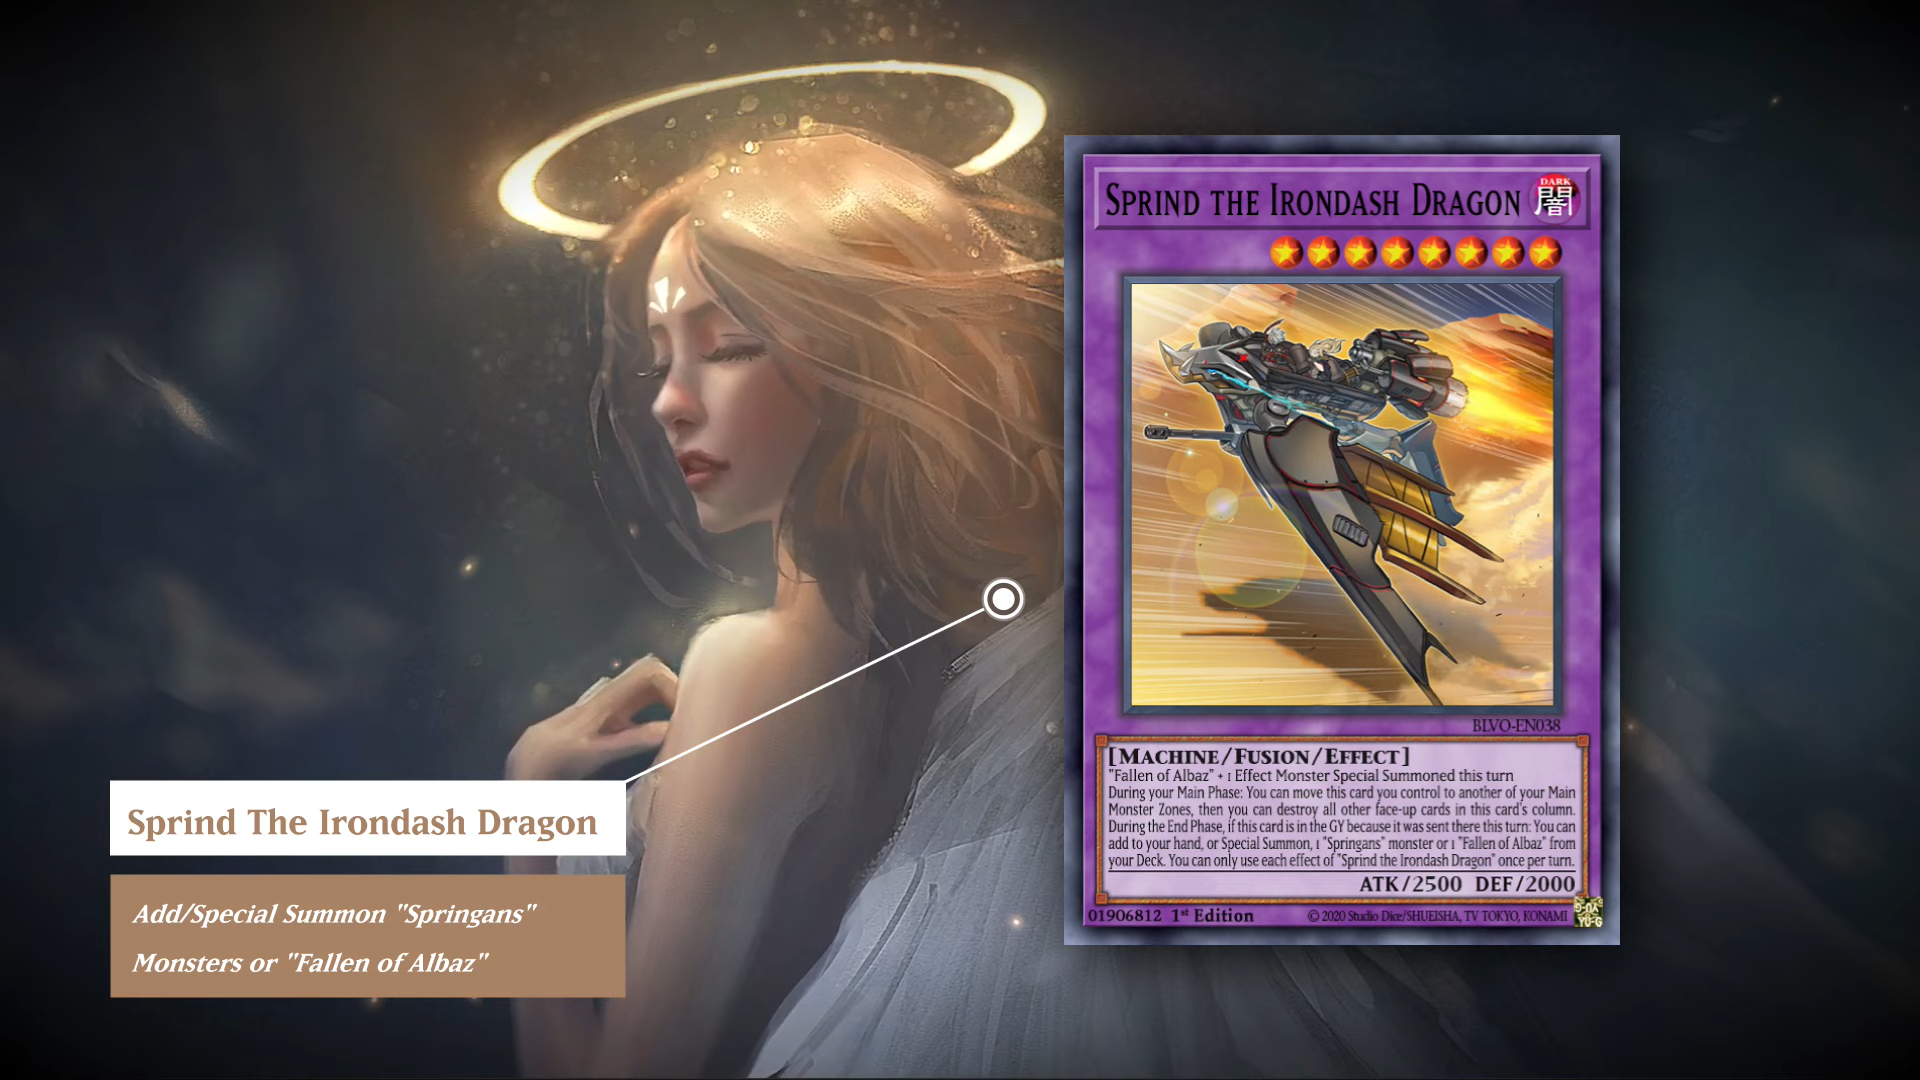 Sprind the Irondash Dragon
DARK
闇
BLVO-EN038
[Machine/Fusion/Effect]
"Fallen of Albaz" + 1 Effect Monster Special Summoned this turn
During your Main Phase: You can move this card you control to another of your Main
Monster Zones, then you can destroy all other face-up cards in this card's column.
During the End Phase, if this card is in the GY because it was sent there this turn: You can
add to your hand, or Special Summon, 1 "Springans" monster or 1 "Fallen of Albaz" from
your Deck. You can only use each effect of "Sprind the Irondash Dragon" once per turn.
ATK/2500 DEF/2000
01906812 1st Edition
© 2020 Studio Dice/SHUEISHA, TV TOKYO, KONAMI
Sprind The Irondash Dragon
Add/Special Summon "Springans"
Monsters or "Fallen of Albaz"